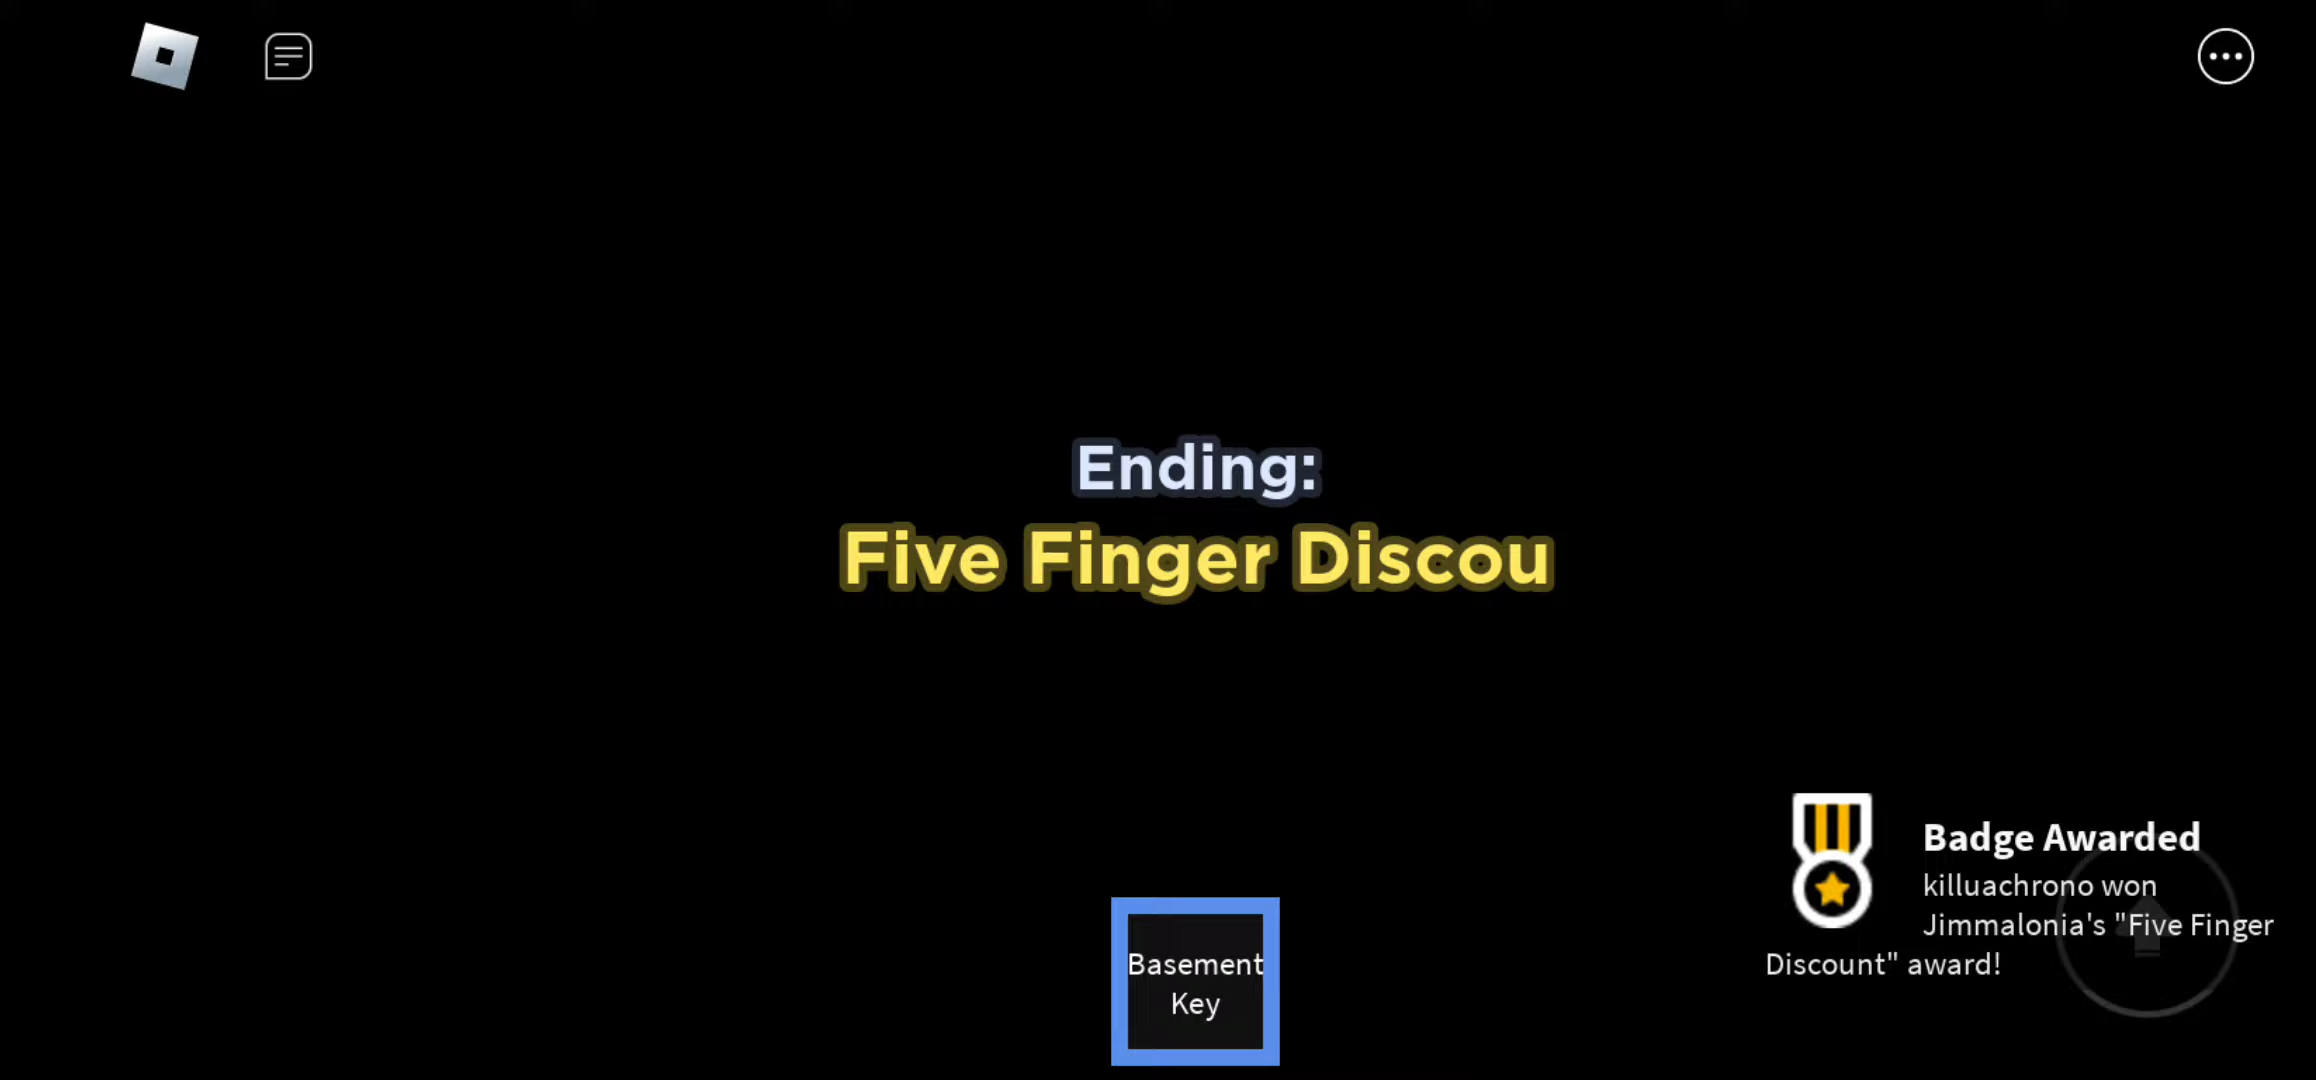 Ending:
Five Finger Discou
Badge Awarded
killuachrono won
Jimmalonia's "Five Finger
Discount" award!
Basement
Key